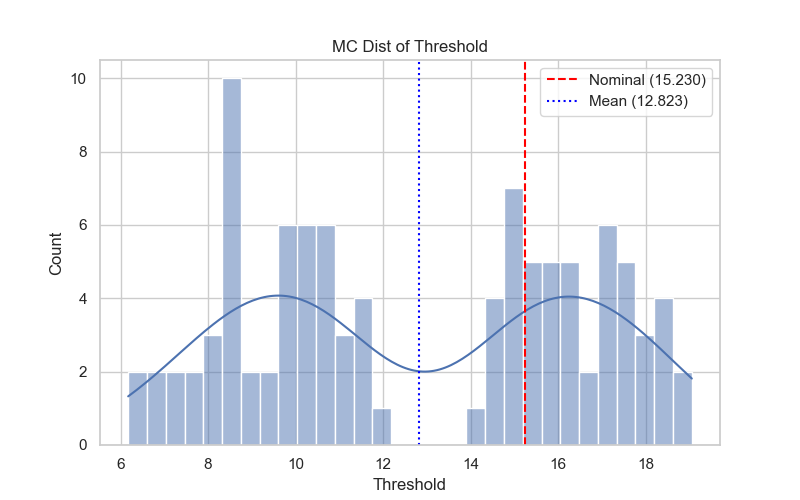 MC Dist of Threshold
Nominal (15.230)
Mean (12.823)
Count
10
8
6
4
2
0
6 8 10 12 14 16 18
Threshold